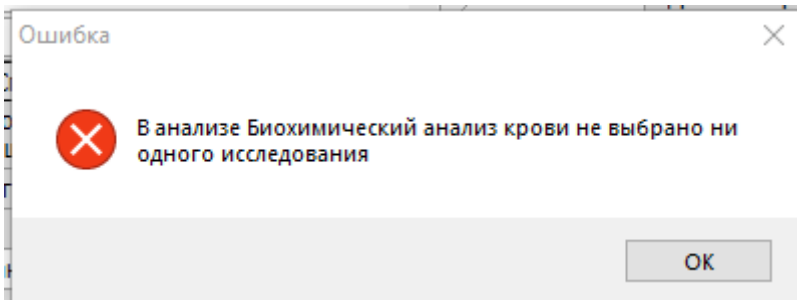 Ошибка
В анализе Биохимический анализ крови не выбрано ни
одного исследования
OK